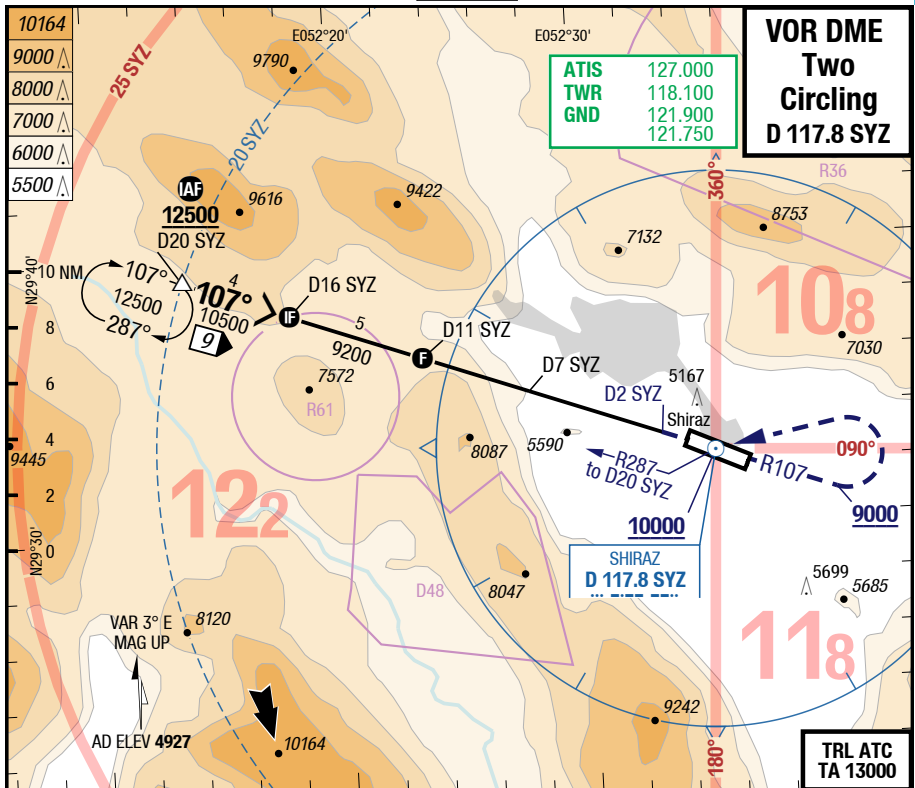 10164
9000
8000
7000
6000
5500
25 SYZ
E052°20'
E052°30'
9790
20 SYZ
ATIS 127.000
TWR 118.100
GND 121.900
121.750
VOR DME
Two
Circling
D 117.8 SYZ
R36
360°
IAF
12500
D20 SYZ
9616
9422
7132
8753
N29°40'
10 NM
107°
12500
287°
4
107°
10500
9
IF
D16 SYZ
5
9200
F
D11 SYZ
108
7030
8
6
4
2
0
7572
R61
D7 SYZ
D2 SYZ
5167
Shiraz
9445
8087
5590
R287
to D20 SYZ
R107
090°
9000
10000
122
N29°30'
SHIRAZ
D 117.8 SYZ
D48
8047
5699
5685
8120
VAR 3° E
MAG UP
118
AD ELEV 4927
10164
9242
180°
TRL ATC
TA 13000